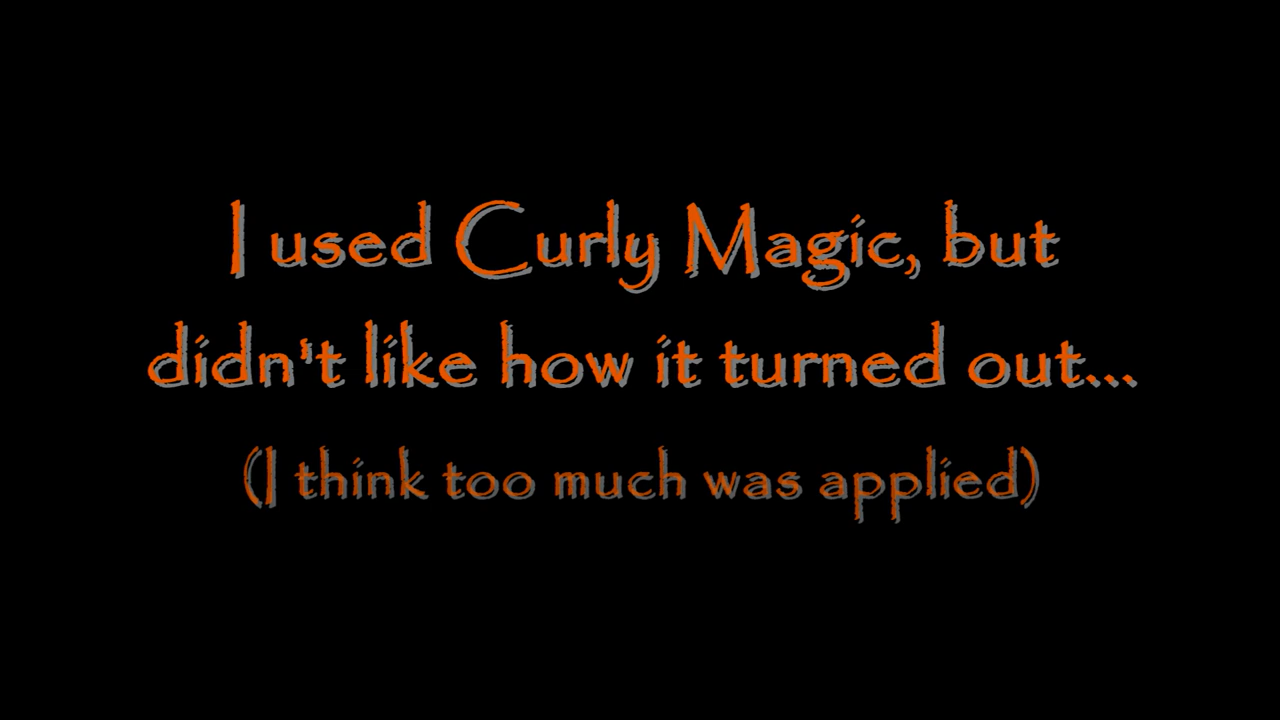 I used Curly Magic, but
didn't like how it turned out...
(I think too much was applied)